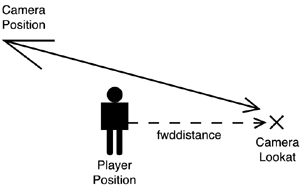 Camera
Position
fwddistance
Player
Position
Camera
Lookat